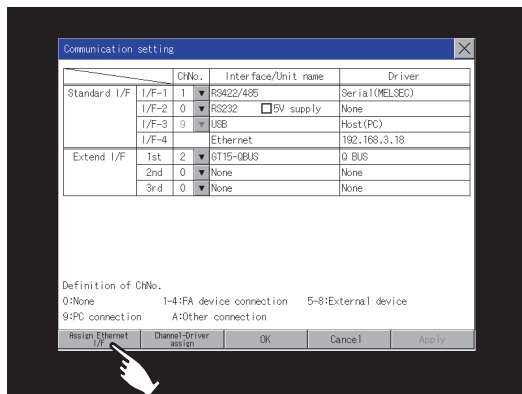 Communication setting
ChNo. Interface/Unit name Driver
Standard I/F I/F-1 1 RS422/485 Serial(MELSEC)
I/F-2 0 RS232 5V supply None
I/F-3 9 USB Host(PC)
I/F-4 Ethernet 192.168.3.18
Extend I/F 1st 2 GT15-QBUS Q BUS
2nd 0 None None
3rd 0 None None
Definition of ChNo.
0:None 1-4:FA device connection 5-8:External device
9:PC connection A:Other connection
Assign Ethernet I/F Channel-Driver assign OK Cancel Apply